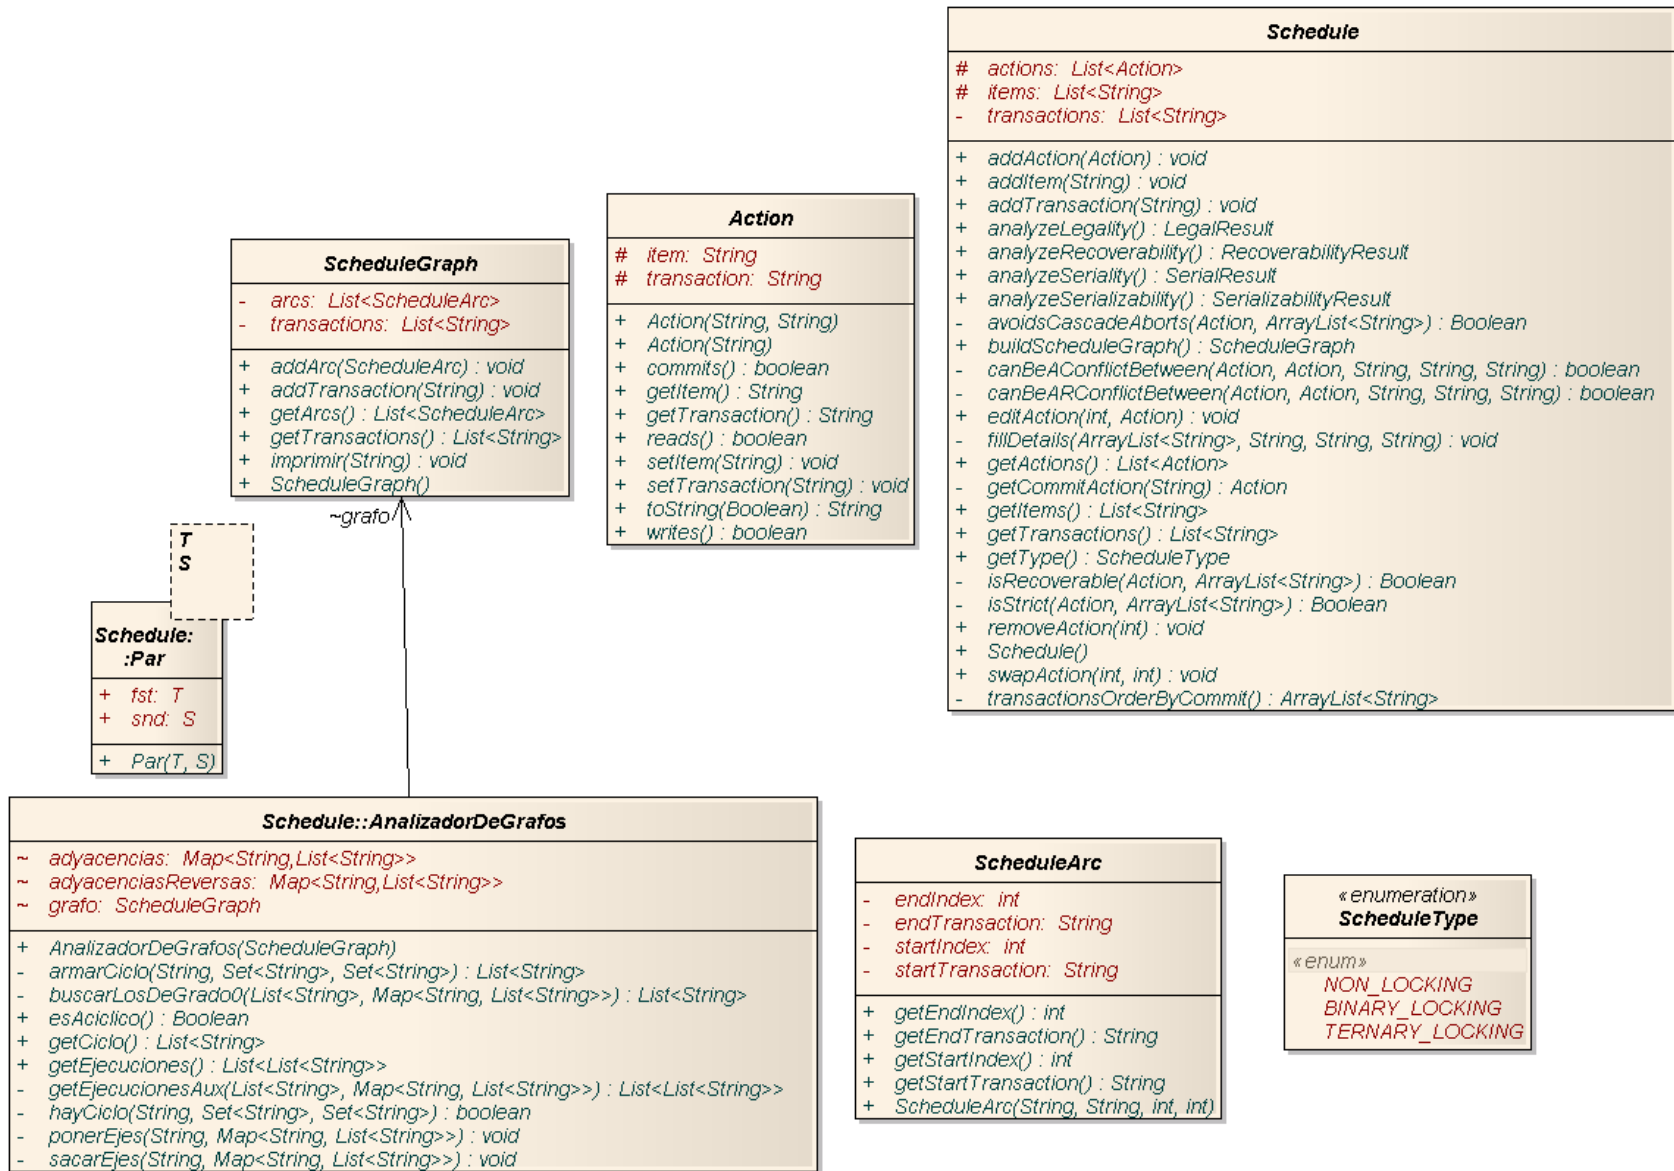 Schedule
# actions: List<Action>
# items: List<String>
- transactions: List<String>
+ addAction(Action) : void
+ addItem(String) : void
+ addTransaction(String) : void
+ analyzeLegality() : LegalResult
+ analyzeRecoverability() : RecoverabilityResult
+ analyzeSeriality() : SerialResult
+ analyzeSerializability() : SerializabilityResult
- avoidsCascadeAborts(Action, ArrayList<String>) : Boolean
+ buildScheduleGraph() : ScheduleGraph
- canBeAConflictBetween(Action, Action, String, String, String) : boolean
- canBeARConflictBetween(Action, Action, String, String, String) : boolean
+ editAction(int, Action) : void
- fillDetails(ArrayList<String>, String, String, String) : void
+ getActions() : List<Action>
- getCommitAction(String) : Action
+ getItems() : List<String>
+ getTransactions() : List<String>
+ getType() : ScheduleType
- isRecoverable(Action, ArrayList<String>) : Boolean
- isStrict(Action, ArrayList<String>) : Boolean
+ removeAction(int) : void
+ Schedule()
+ swapAction(int, int) : void
- transactionsOrderByCommit() : ArrayList<String>
Action
# item: String
# transaction: String
+ Action(String, String)
+ Action(String)
+ commits() : boolean
+ getItem() : String
+ getTransaction() : String
+ reads() : boolean
+ setItem(String) : void
+ setTransaction(String) : void
+ toString(Boolean) : String
+ writes() : boolean
ScheduleGraph
- arcs: List<ScheduleArc>
- transactions: List<String>
+ addArc(ScheduleArc) : void
+ addTransaction(String) : void
+ getArcs() : List<ScheduleArc>
+ getTransactions() : List<String>
+ imprimir(String) : void
+ ScheduleGraph()
~grafo
T
S
Schedule:
:Par
+ fst: T
+ snd: S
+ Par(T, S)
Schedule::AnalizadorDeGrafos
~ adyacencias: Map<String,List<String>>
~ adyacenciasReversas: Map<String,List<String>>
~ grafo: ScheduleGraph
+ AnalizadorDeGrafos(ScheduleGraph)
- armarCiclo(String, Set<String>, Set<String>) : List<String>
- buscarLosDeGrado0(List<String>, Map<String, List<String>>) : List<String>
+ esAciclico() : Boolean
+ getCiclo() : List<String>
+ getEjecuciones() : List<List<String>>
- getEjecucionesAux(List<String>, Map<String, List<String>>) : List<List<String>>
- hayCiclo(String, Set<String>, Set<String>) : boolean
- ponerEjes(String, Map<String, List<String>>) : void
- sacarEjes(String, Map<String, List<String>>) : void
ScheduleArc
- endIndex: int
- endTransaction: String
- startIndex: int
- startTransaction: String
+ getEndIndex() : int
+ getEndTransaction() : String
+ getStartIndex() : int
+ getStartTransaction() : String
+ ScheduleArc(String, String, int, int)
«enumeration»
ScheduleType
«enum»
NON_LOCKING
BINARY_LOCKING
TERNARY_LOCKING